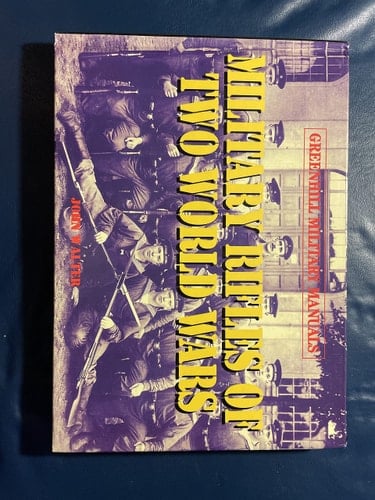 GREENHILL MILITARY MANUALS
MILITARY RIFLES OF
TWO WORLD WARS
JOHN WALTER